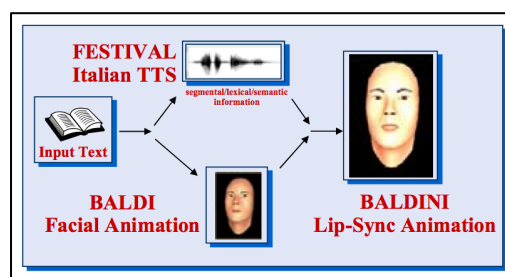 FESTIVAL
Italian TTS
segmental/lexical/semantic
information
Input Text
BALDI
Facial Animation
BALDINI
Lip-Sync Animation